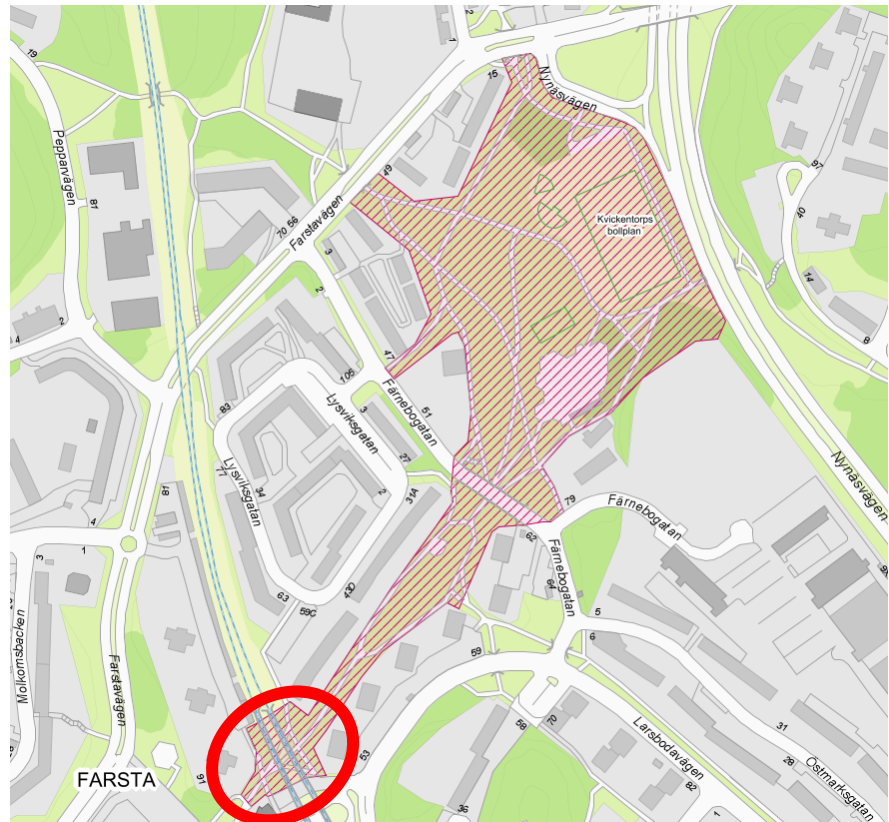 19
2
1
15
Nynäsvägen
Pepparvägen
81
49
97
40
70 56
Farstavägen
Kvickentorps
bollplan
3
2
14
4
2
47
8
105
51
Färnebogatan
83
3
Lysviksgatan
27
77
Lysviksgatan
34
2
31A
Nynäsvägen
81
79
4
1
62
Färnebogatan
3
Färnebogatan
64
63
59C
43D
5
6
Molkomsbacken
Farstavägen
59
58
70
Larsbodavägen
31
53
28
Östmarksgatan
FARSTA
91
82
36
1